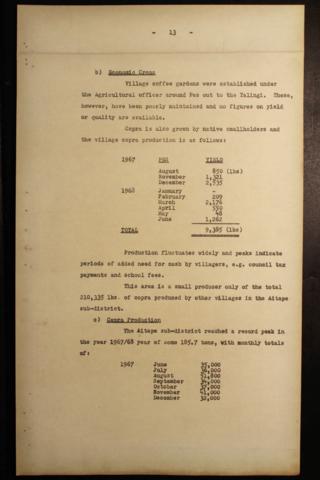 - 13 -
b) Economic Crops
Village coffee gardens were established under
the Agricultural officer around Pes out to the Yalingi. These,
however, have been poorly maintained and no figures on yield
or quality are available.
Copra is also grown by native smallholders and
the village copra production is as follows:
1967 PES YIELD
August 850 (lbs)
November 1,321
December 2,535
1968 January -
February 209
March 2,176
April 550
May 48
June 1,262
TOTAL 9,385 (lbs)
Production fluctuates widely and peaks indicate
periods of added need for cash by villagers, e.g. council tax
payments and school fees.
This area is a small producer only of the total
210,335 lbs. of copra produced by other villages in the Aitape
sub-district.
c) Copra Production
The Aitape sub-district reached a record peak in
the year 1967/68 year of some 185.7 tons, with monthly totals
of:
1967 June 35,000
July
August
September
October
November
December 32,000